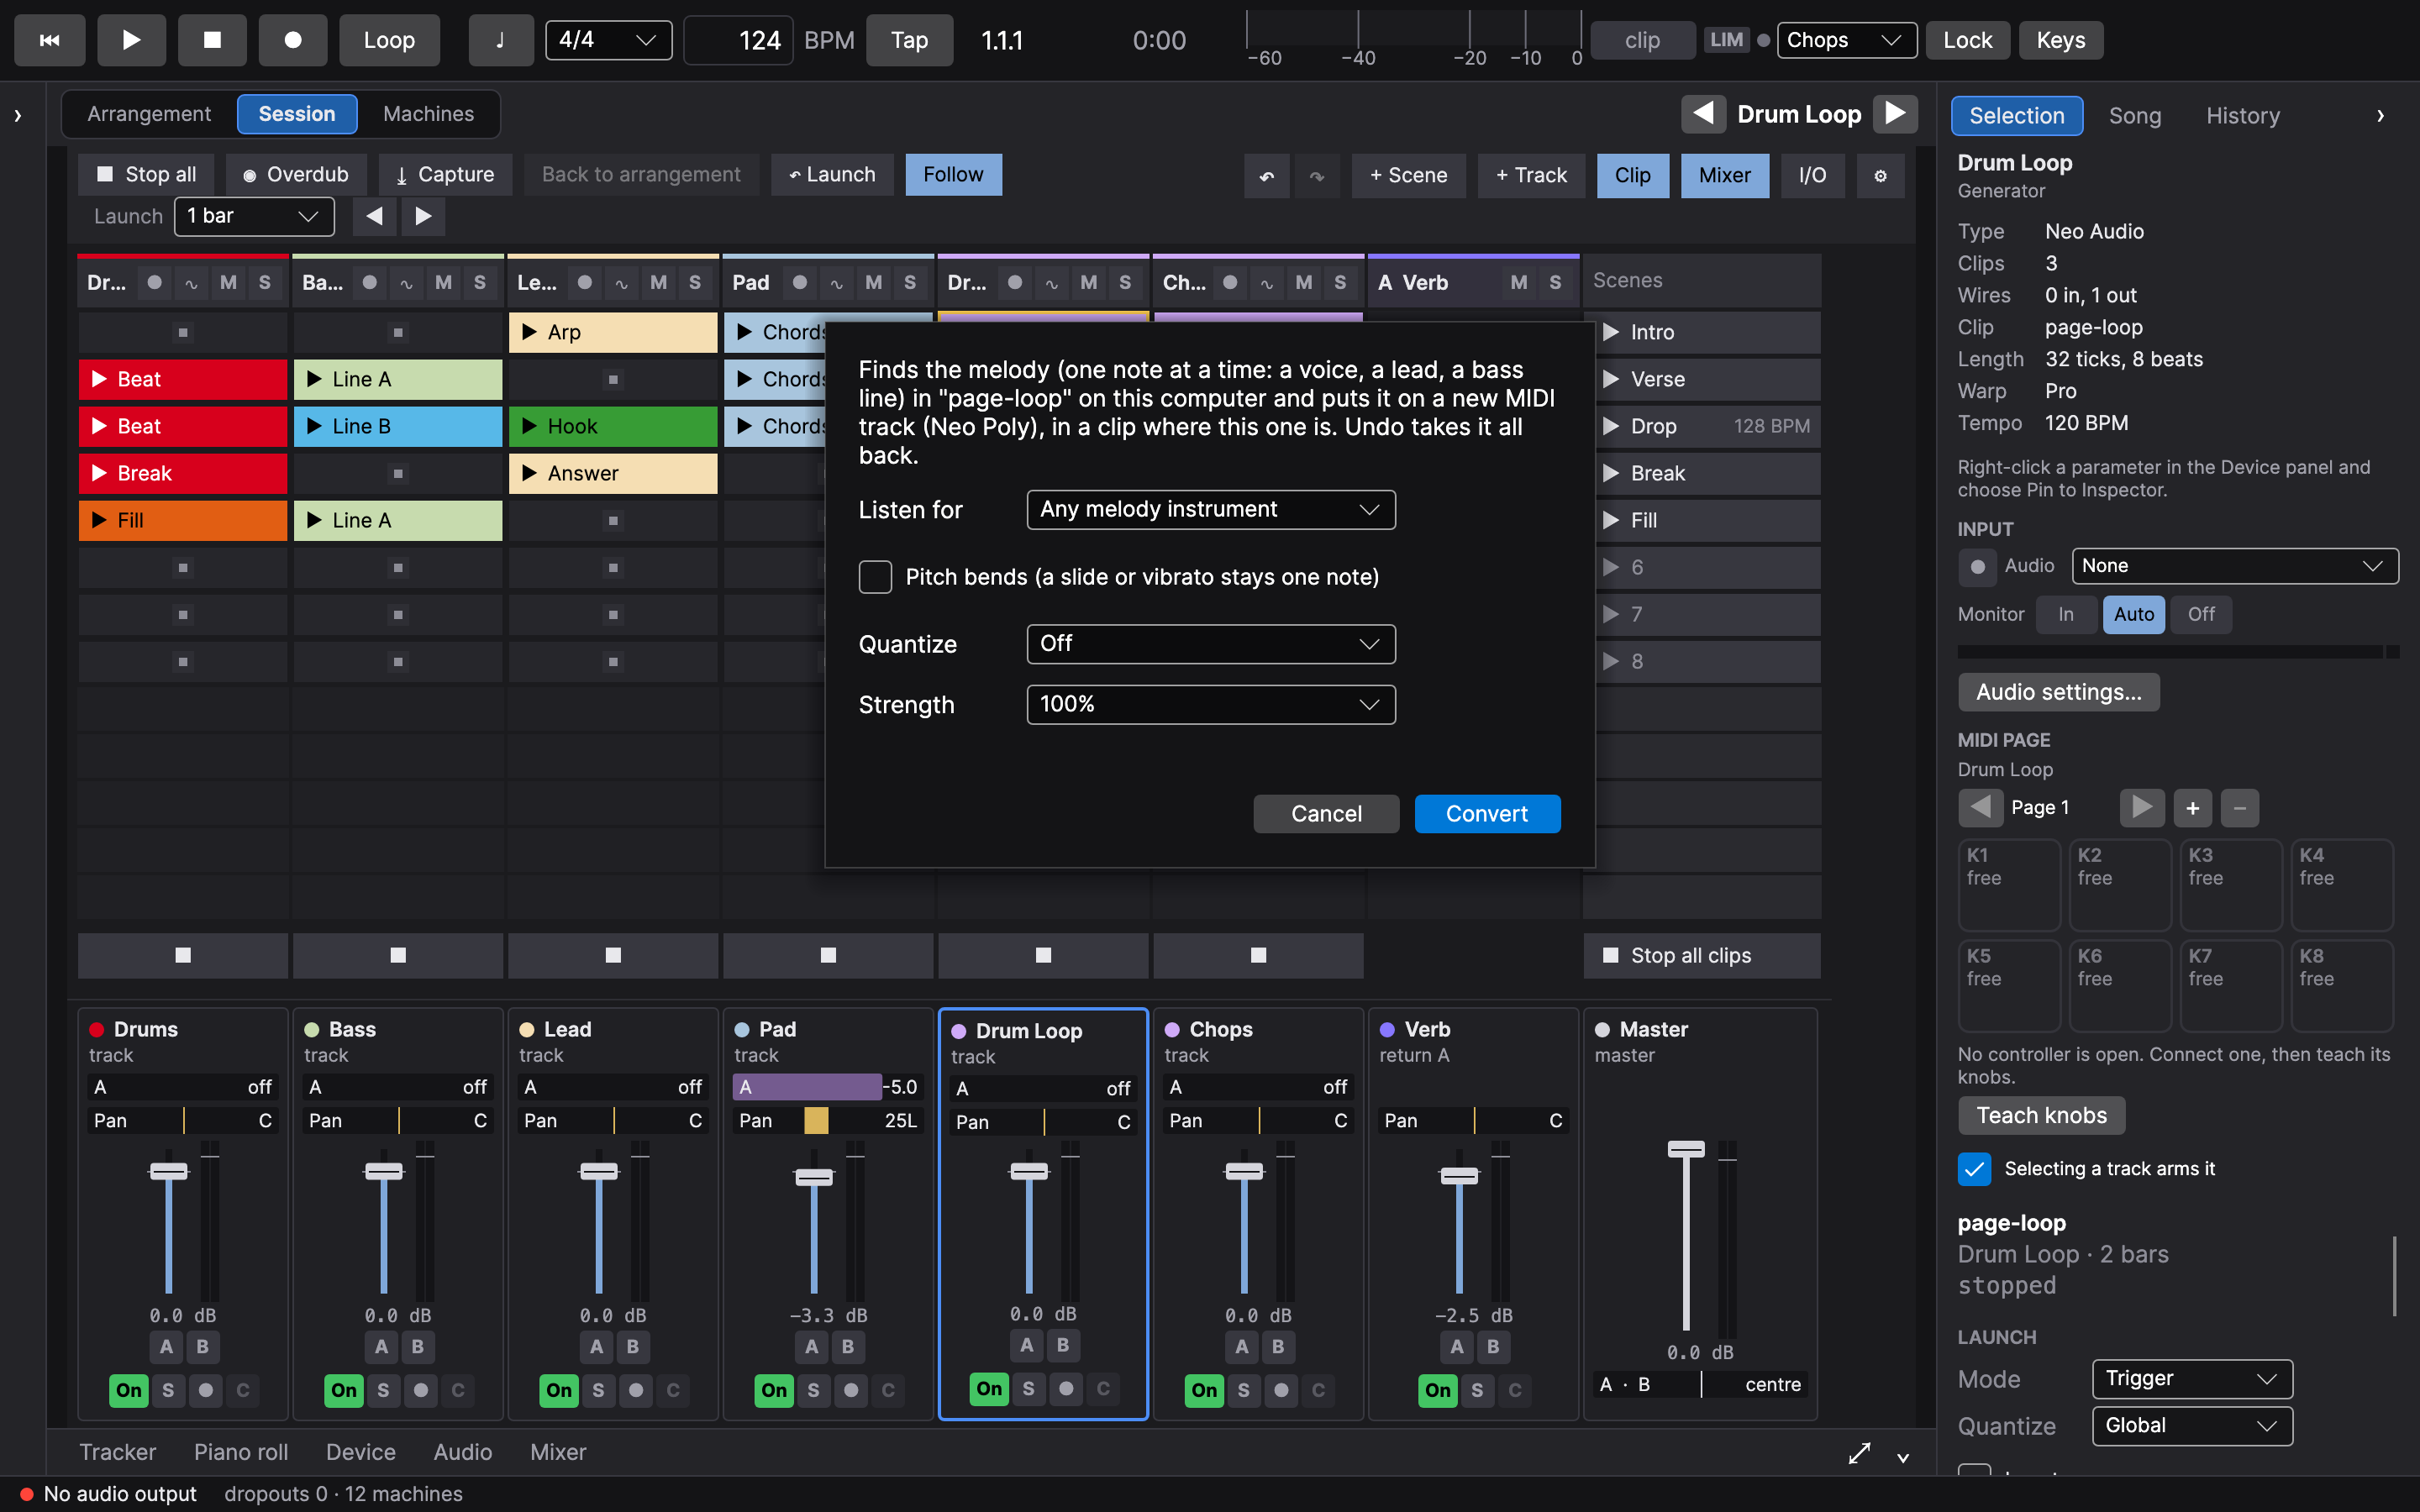 Loop
4/4
124 BPM
Tap
1.1.1
0:00
−60 −40 −20 −10 0
clip
LIM
Chops
Lock
Keys
Arrangement
Session
Machines
Drum Loop
Selection
Song
History
Stop all
Overdub
Capture
Back to arrangement
Launch
Follow
+ Scene
+ Track
Clip
Mixer
I/O
Launch
1 bar
Dr... M S
Ba... M S
Le... M S
Pad M S
Dr... M S
Ch... M S
A Verb M S
Scenes
Arp
Chords
Intro
Beat
Line A
Chords
Verse
Beat
Line B
Hook
Chords
Drop 128 BPM
Break
Answer
Break
Fill
Line A
Fill
6
7
8
Finds the melody (one note at a time: a voice, a lead, a bass
line) in "page-loop" on this computer and puts it on a new MIDI
track (Neo Poly), in a clip where this one is. Undo takes it all
back.
Listen for
Any melody instrument
Pitch bends (a slide or vibrato stays one note)
Quantize
Off
Strength
100%
Cancel
Convert
Stop all clips
Drums
track
A off
Pan C
0.0 dB
A B
On S C
Bass
track
A off
Pan C
0.0 dB
A B
On S C
Lead
track
A off
Pan C
0.0 dB
A B
On S C
Pad
track
A -5.0
Pan 25L
−3.3 dB
A B
On S C
Drum Loop
track
A off
Pan C
0.0 dB
A B
On S C
Chops
track
A off
Pan C
0.0 dB
A B
On S C
Verb
return A
Pan C
−2.5 dB
A B
On S C
Master
master
0.0 dB
A · B centre
Drum Loop
Generator
Type Neo Audio
Clips 3
Wires 0 in, 1 out
Clip page-loop
Length 32 ticks, 8 beats
Warp Pro
Tempo 120 BPM
Right-click a parameter in the Device panel and
choose Pin to Inspector.
INPUT
Audio None
Monitor In Auto Off
Audio settings...
MIDI PAGE
Drum Loop
Page 1 + −
K1 K2 K3 K4
free free free free
K5 K6 K7 K8
free free free free
No controller is open. Connect one, then teach its
knobs.
Teach knobs
Selecting a track arms it
page-loop
Drum Loop · 2 bars
stopped
LAUNCH
Mode Trigger
Quantize Global
Tracker
Piano roll
Device
Audio
Mixer
No audio output
dropouts 0 · 12 machines